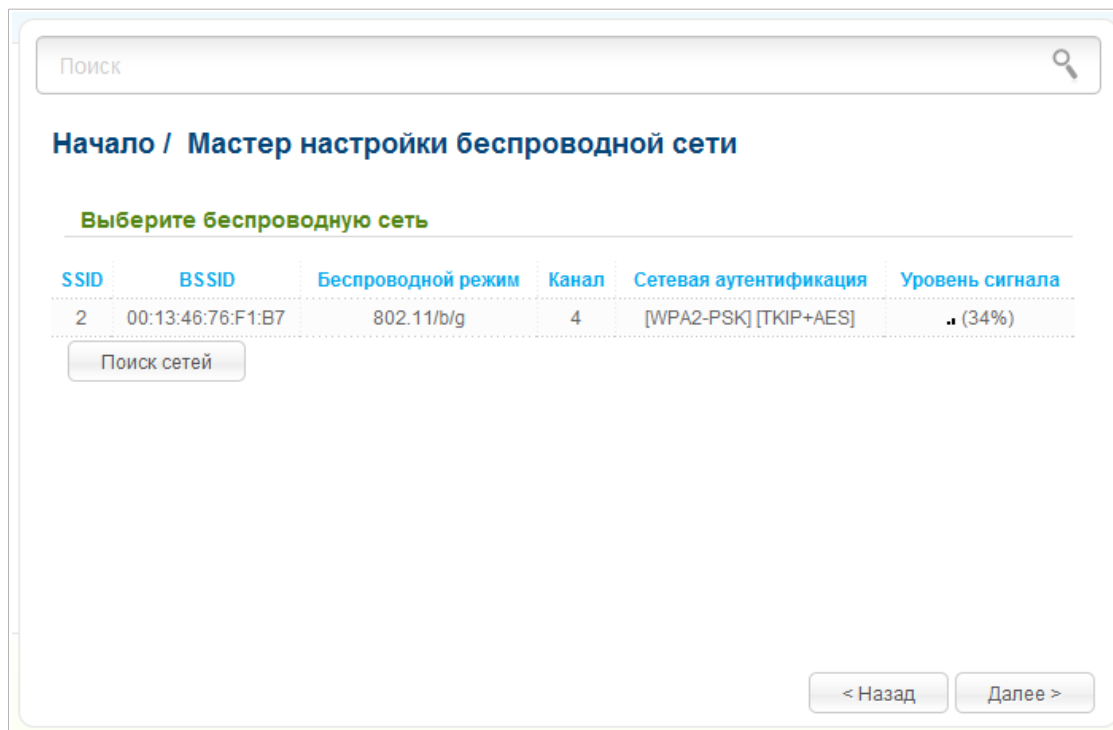 Поиск
Начало / Мастер настройки беспроводной сети
Выберите беспроводную сеть
SSID BSSID Беспроводной режим Канал Сетевая аутентификация Уровень сигнала
2 00:13:46:76:F1:B7 802.11/b/g 4 [WPA2-PSK] [TKIP+AES] (34%)
Поиск сетей
< Назад Далее >